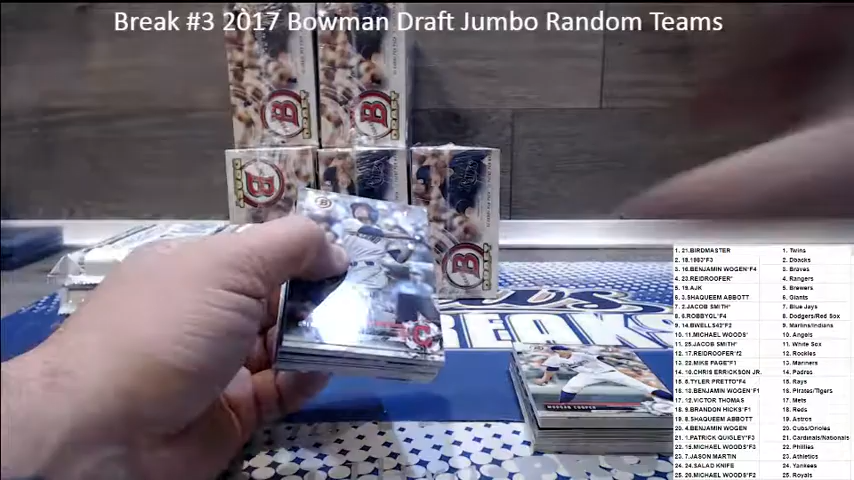 Break #3 2017 Bowman Draft Jumbo Random Teams
1. 21.BIRDMASTER 1. Twins
2. 18.1983*F3 2. Dbacks
3. 16.BENJAMIN WOGEN*F4 3. Braves
4. 23.REIDROOFER* 4. Rangers
5. 19.AJK 5. Brewers
6. 3.SHAQUEEM ABBOTT 6. Giants
7. 2.JACOB SMITH* 7. Blue Jays
8. 6.ROBBYGL*F4 8. Dodgers/Red Sox
9. 14.BWELLS42*F2 9. Marlins/Indians
10. 11.MICHAEL WOODS* 10. Angels
11. 25.JACOB SMITH* 11. White Sox
12. 17.REIDROOFER*f2 12. Rockies
13. 22.MIKE PAGE*F1 13. Mariners
14. 10.CHRIS ERRICKSON JR. 14. Padres
15. 5.TYLER PRETTO*F4 15. Rays
16. 13.BENJAMIN WOGEN*F1 16. Pirates/Tigers
17. 12.VICTOR THOMAS 17. Mets
18. 9.BRANDON HICKS*F1 18. Reds
19. 8.SHAQUEEM ABBOTT 19. Astros
20. 4.BENJAMIN WOGEN 20. Cubs/Orioles
21. 1.PATRICK QUIGLEY*F3 21. Cardinals/Nationals
22. 15.MICHAEL WOODS*F3 22. Phillies
23. 7.JASON MARTIN 23. Athletics
24. 24.SALAD KNIFE 24. Yankees
25. 20.MICHAEL WOODS*F2 25. Royals